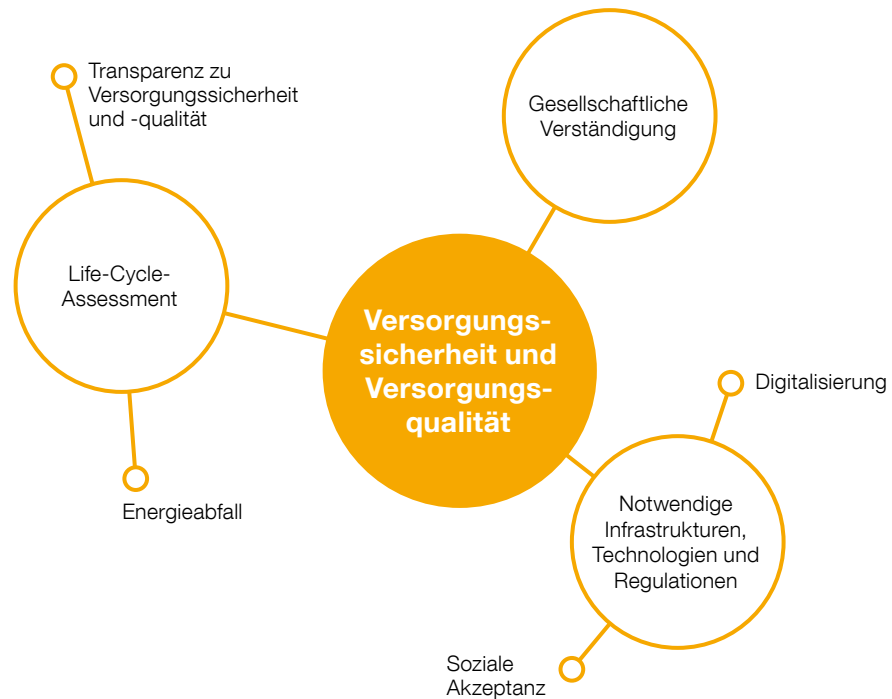 Transparenz zu
Versorgungssicherheit
und -qualität
Gesellschaftliche
Verständigung
Life-Cycle-
Assessment
Versorgungs-
sicherheit und
Versorgungs-
qualität
Digitalisierung
Energieabfall
Notwendige
Infrastrukturen,
Technologien und
Regulationen
Soziale
Akzeptanz